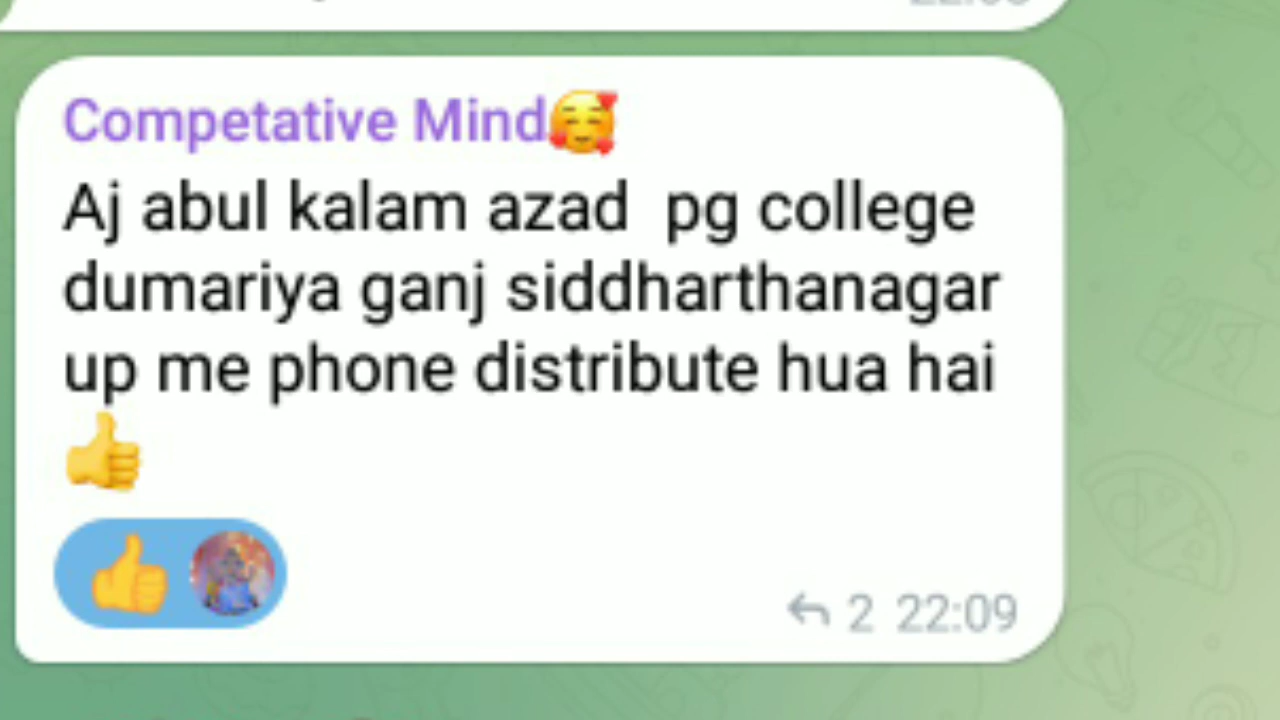 Competative Mind🥰
Aj abul kalam azad  pg college
dumariya ganj siddharthanagar
up me phone distribute hua hai
👍
👍
2 22:09